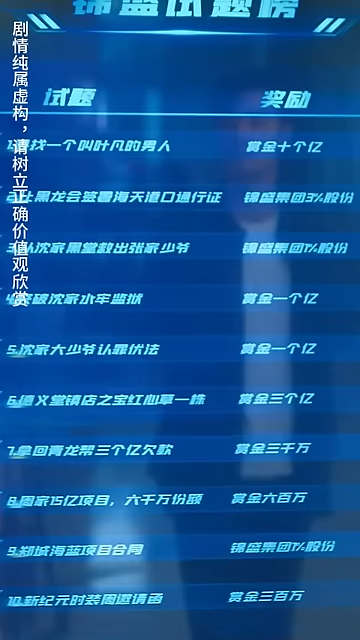 锦盛试题榜
剧情纯属虚构，请树立正确价值观欣赏
试题 奖励
1.寻找一个叫叶凡的男人 赏金十个亿
2.让黑龙会签署海天港口通行证 锦盛集团3%股份
3.从沈家黑堂救出张家少爷 锦盛集团1%股份
4.突破沈家水牢监狱 赏金一个亿
5.沈家大少爷认罪伏法 赏金一个亿
6.信义堂镇店之宝红心草一株 赏金三个亿
7.拿回青龙帮三个亿欠款 赏金三千万
8.周家15亿项目，六千万份额 赏金六百万
9.郑城海蓝项目合同 锦盛集团1%股份
10.新纪元时装周邀请函 赏金三百万